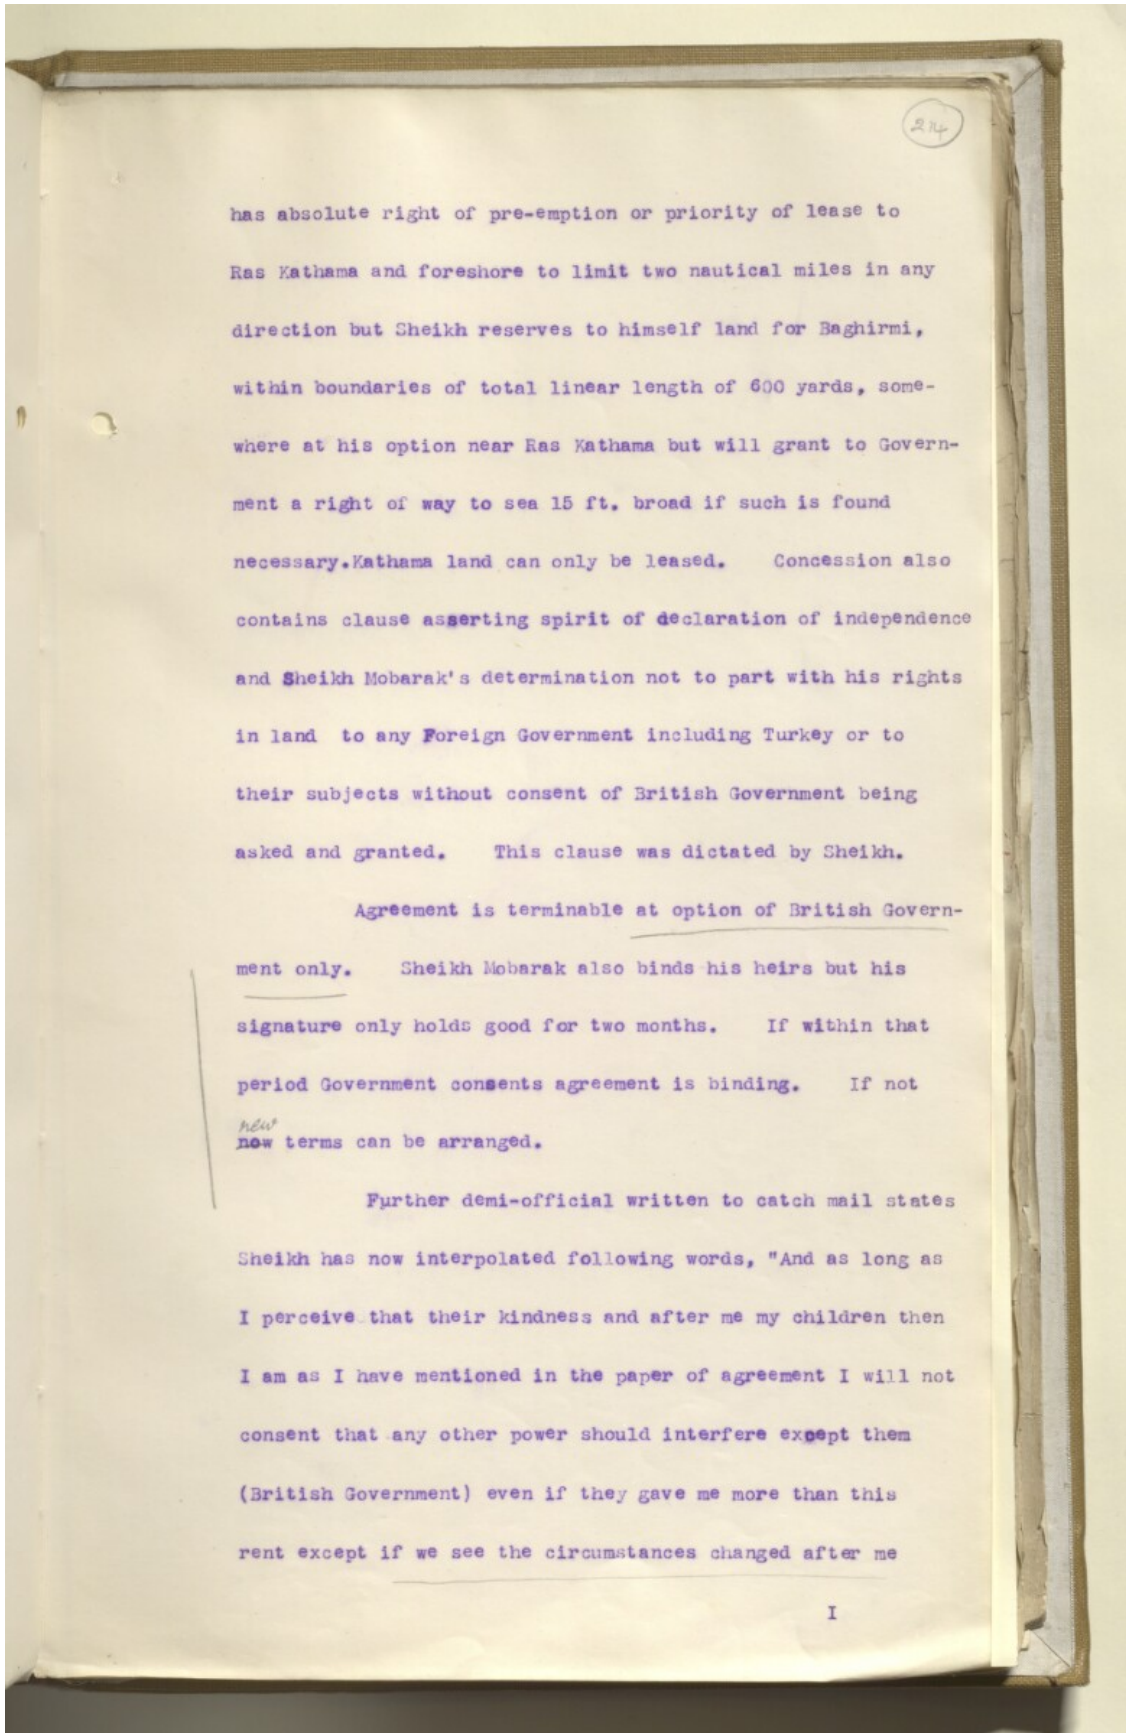 214
has absolute right of pre-emption or priority of lease to
Ras Kathama and foreshore to limit two nautical miles in any
direction but Sheikh reserves to himself land for Baghirmi,
within boundaries of total linear length of 600 yards, some-
where at his option near Ras Kathama but will grant to Govern-
ment a right of way to sea 15 ft. broad if such is found
necessary.Kathama land can only be leased. Concession also
contains clause asserting spirit of declaration of independence
and Sheikh Mobarak's determination not to part with his rights
in land to any Foreign Government including Turkey or to
their subjects without consent of British Government being
asked and granted. This clause was dictated by Sheikh.
Agreement is terminable at option of British Govern-
ment only. Sheikh Mobarak also binds his heirs but his
signature only holds good for two months. If within that
period Government consents agreement is binding. If not
new
now terms can be arranged.
Further demi-official written to catch mail states
Sheikh has now interpolated following words, "And as long as
I perceive that their kindness and after me my children then
I am as I have mentioned in the paper of agreement I will not
consent that any other power should interfere except them
(British Government) even if they gave me more than this
rent except if we see the circumstances changed after me
I